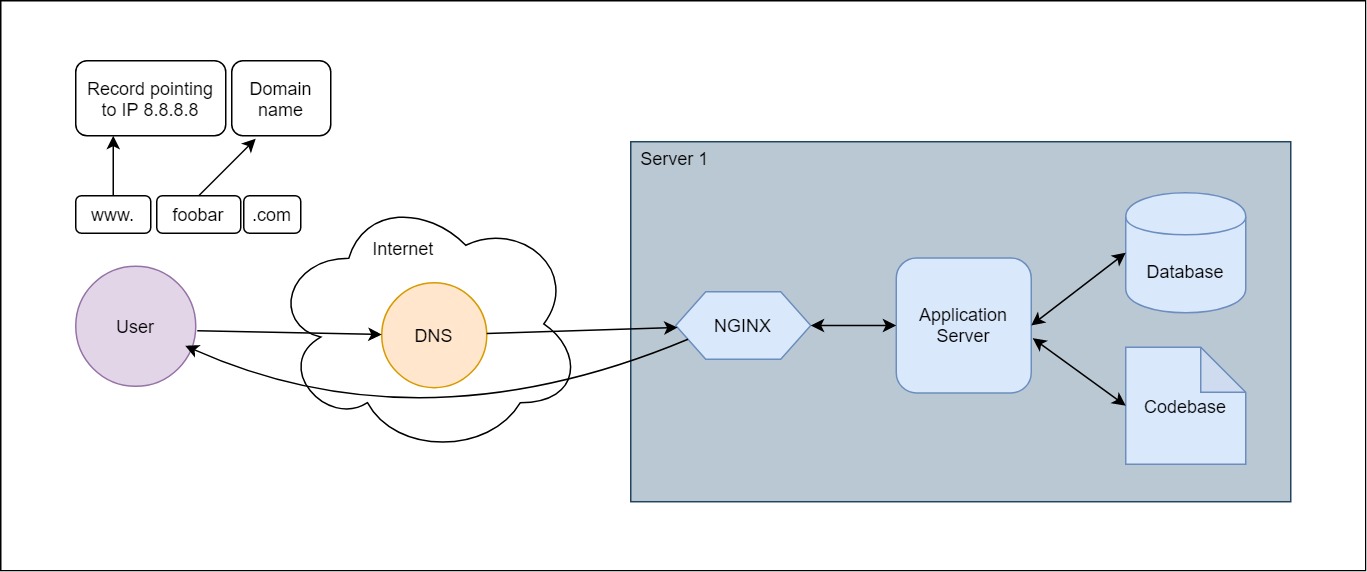 Record pointing
to IP 8.8.8.8
Domain
name
www.
foobar
.com
Server 1
Internet
User
DNS
NGINX
Application
Server
Database
Codebase